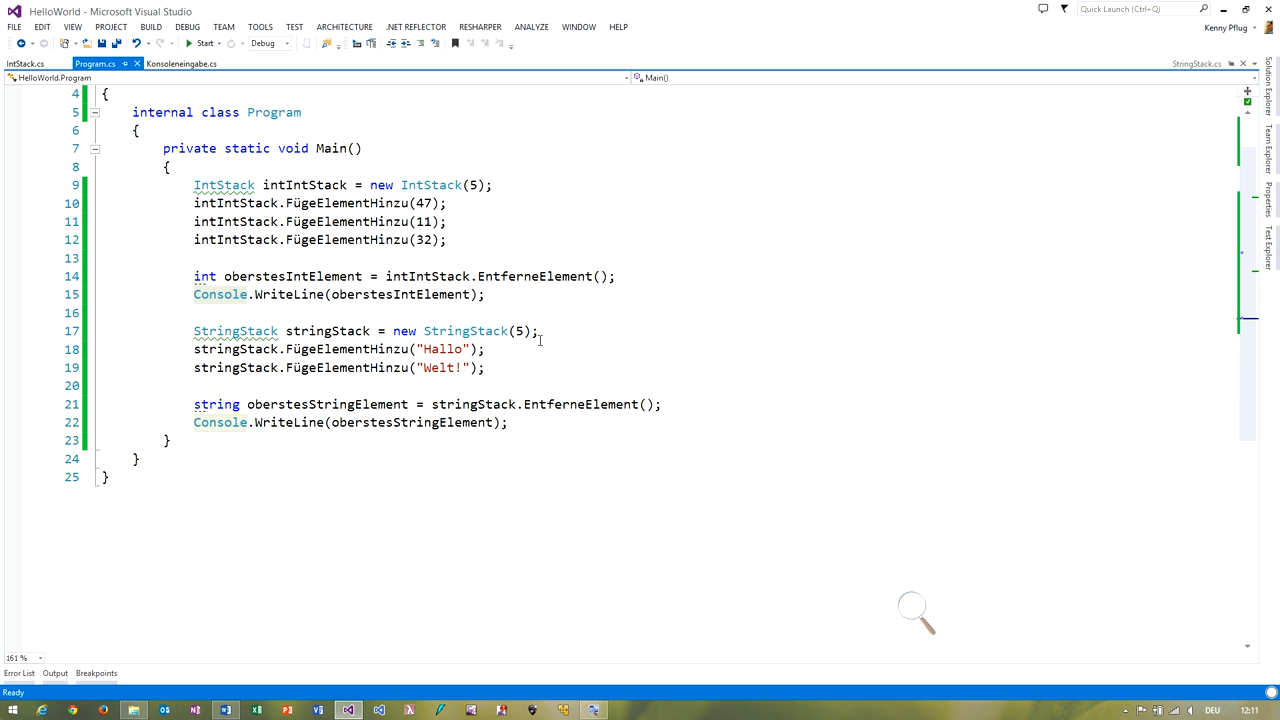 HelloWorld - Microsoft Visual Studio
Quick Launch (Ctrl+Q)
FILE EDIT VIEW PROJECT BUILD DEBUG TEAM TOOLS TEST ARCHITECTURE .NET REFLECTOR RESHARPER ANALYZE WINDOW HELP
Kenny Pflug
Start Debug
IntStack.cs Program.cs Konsoleneingabe.cs StringStack.cs
HelloWorld.Program Main()
4 {
5 internal class Program
6 {
7 private static void Main()
8 {
9 IntStack intIntStack = new IntStack(5);
10 intIntStack.FügeElementHinzu(47);
11 intIntStack.FügeElementHinzu(11);
12 intIntStack.FügeElementHinzu(32);
13
14 int oberstesIntElement = intIntStack.EntferneElement();
15 Console.WriteLine(oberstesIntElement);
16
17 StringStack stringStack = new StringStack(5);
18 stringStack.FügeElementHinzu("Hallo");
19 stringStack.FügeElementHinzu("Welt!");
20
21 string oberstesStringElement = stringStack.EntferneElement();
22 Console.WriteLine(oberstesStringElement);
23 }
24 }
25 }
Solution Explorer
Team Explorer
Properties
Test Explorer
161 %
Error List Output Breakpoints
Ready
DEU 12:11